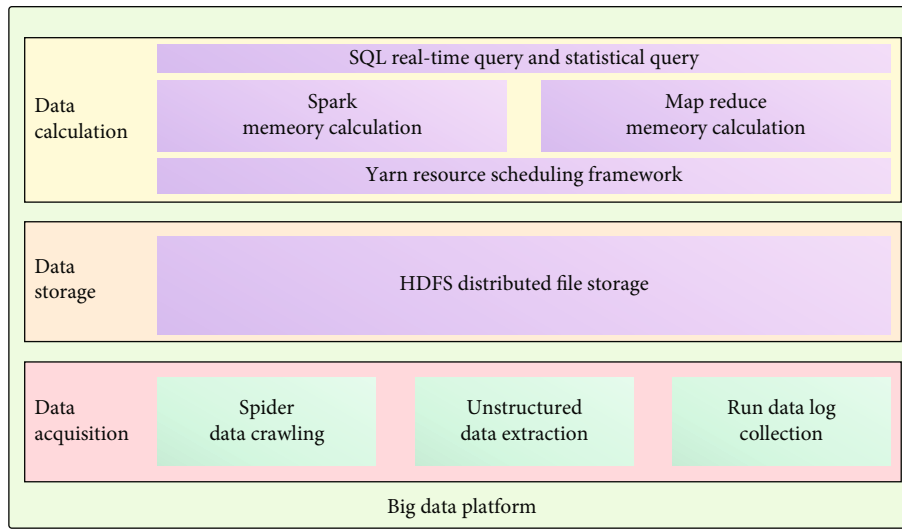 SQL real-time query and statistical query
Data
calculation
Spark
memeory calculation
Map reduce
memeory calculation
Yarn resource scheduling framework
Data
storage
HDFS distributed file storage
Data
acquisition
Spider
data crawling
Unstructured
data extraction
Run data log
collection
Big data platform